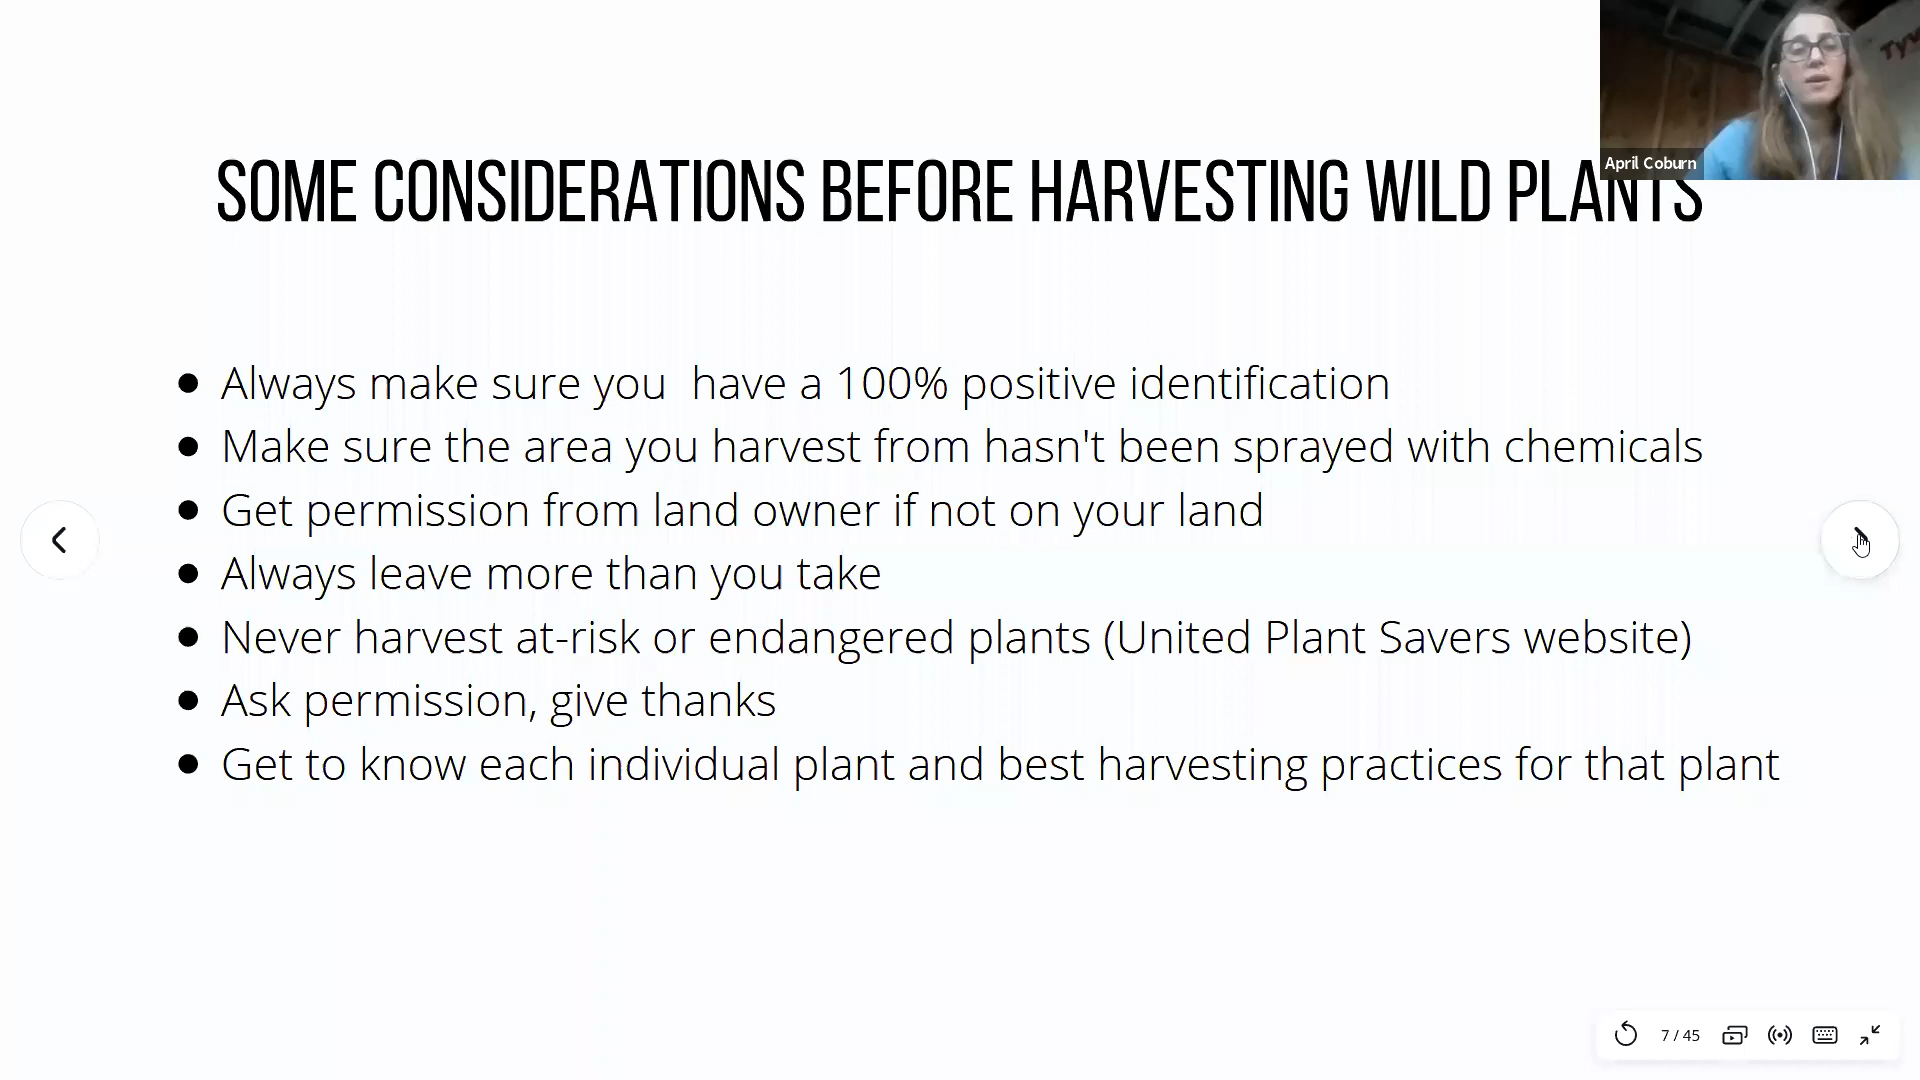 April Coburn
SOME CONSIDERATIONS BEFORE HARVESTING WILD PLANTS
Always make sure you  have a 100% positive identification
Make sure the area you harvest from hasn't been sprayed with chemicals
Get permission from land owner if not on your land
Always leave more than you take
Never harvest at-risk or endangered plants (United Plant Savers website)
Ask permission, give thanks
Get to know each individual plant and best harvesting practices for that plant
7 / 45